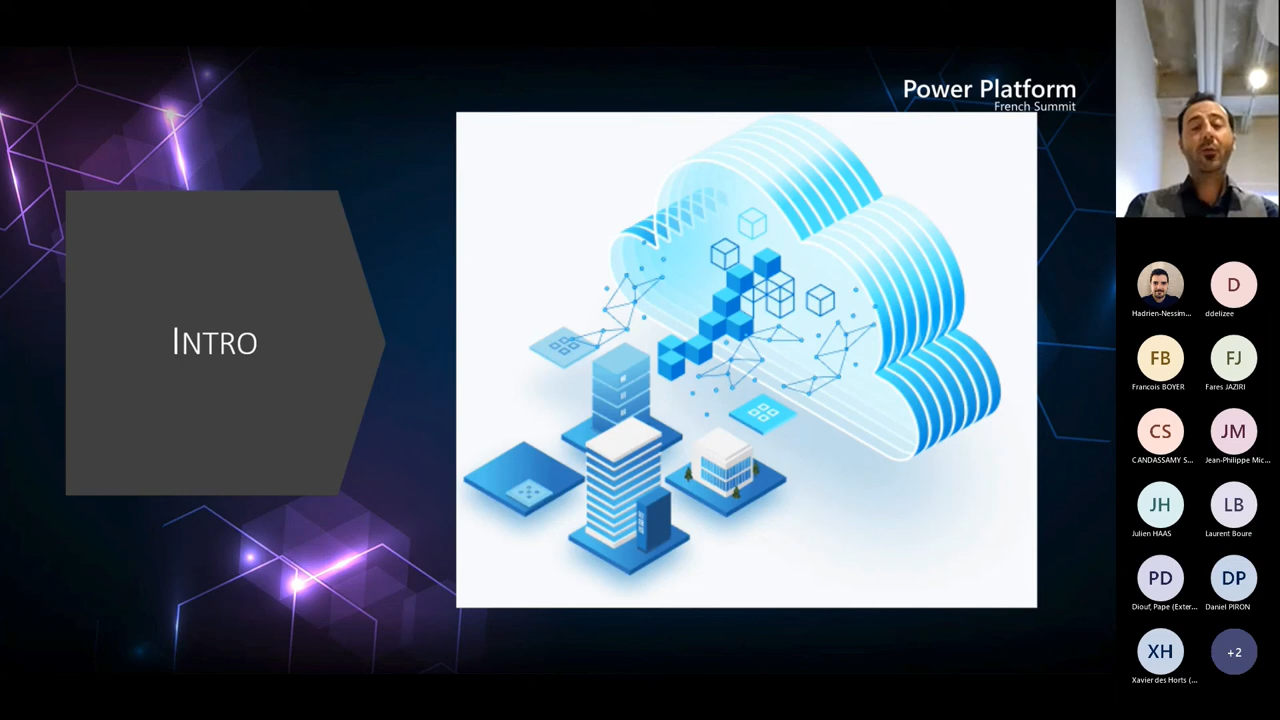 Power Platform
French Summit
INTRO
Hadrien-Nessim...
D
ddelizee
FB
Francois BOYER
FJ
Fares JAZIRI
CS
CANDASSAMY S...
JM
Jean-Philippe Mic...
JH
Julien HAAS
LB
Laurent Boure
PD
Diouf, Pape (Exter...
DP
Daniel PIRON
XH
Xavier des Horts (...
+2